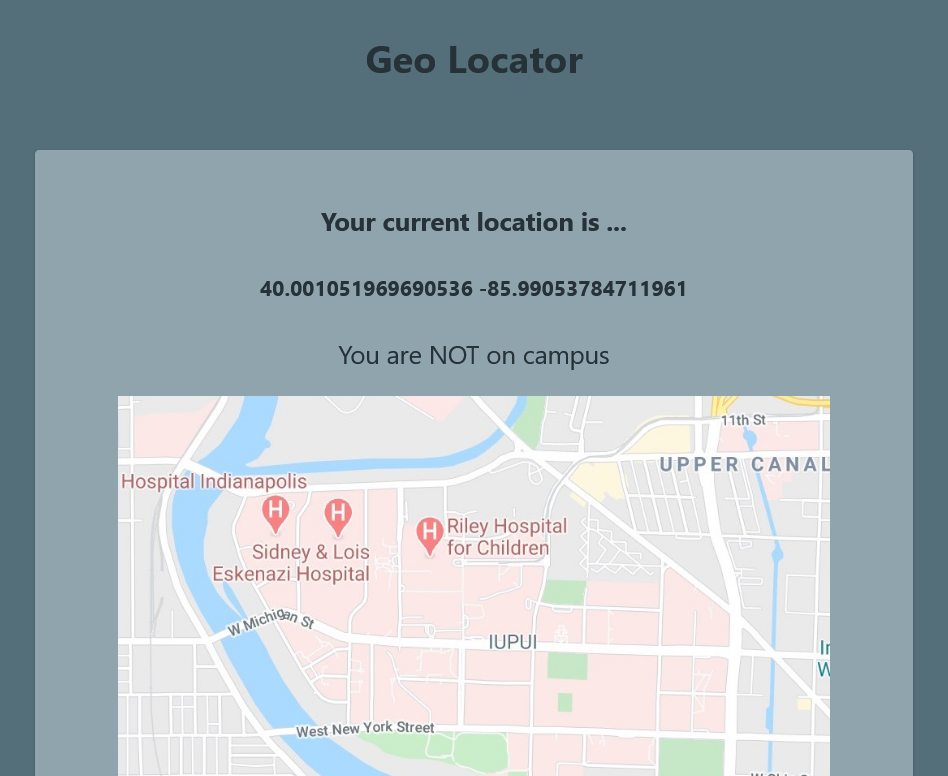 Geo Locator
Your current location is ...
40.001051969690536 -85.99053784711961
You are NOT on campus
11th St
UPPER CANAL
Hospital Indianapolis
H
H
H
Riley Hospital
for Children
Sidney & Lois
Eskenazi Hospital
W Michigan St
IUPUI
West New York Street